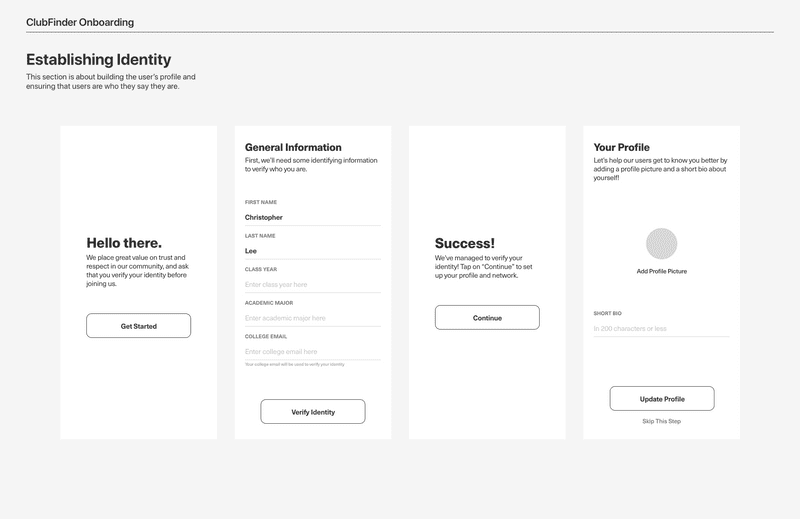 ClubFinder Onboarding
Establishing Identity
This section is about building the user's profile and
ensuring that users are who they say they are.
Hello there.
We place great value on trust and
respect in our community, and ask
that you verify your identity before
joining us.
Get Started
General Information
First, we'll need some identifying information
to verify who you are.
FIRST NAME
Christopher
LAST NAME
Lee
CLASS YEAR
Enter class year here
ACADEMIC MAJOR
Enter academic major here
COLLEGE EMAIL
Enter college email here
Your college email will be used to verify your identity
Verify Identity
Success!
We've managed to verify your
identity! Tap on "Continue" to set
up your profile and network.
Continue
Your Profile
Let's help our users get to know you better by
adding a profile picture and a short bio about
yourself!
Add Profile Picture
SHORT BIO
In 200 characters or less
Update Profile
Skip This Step